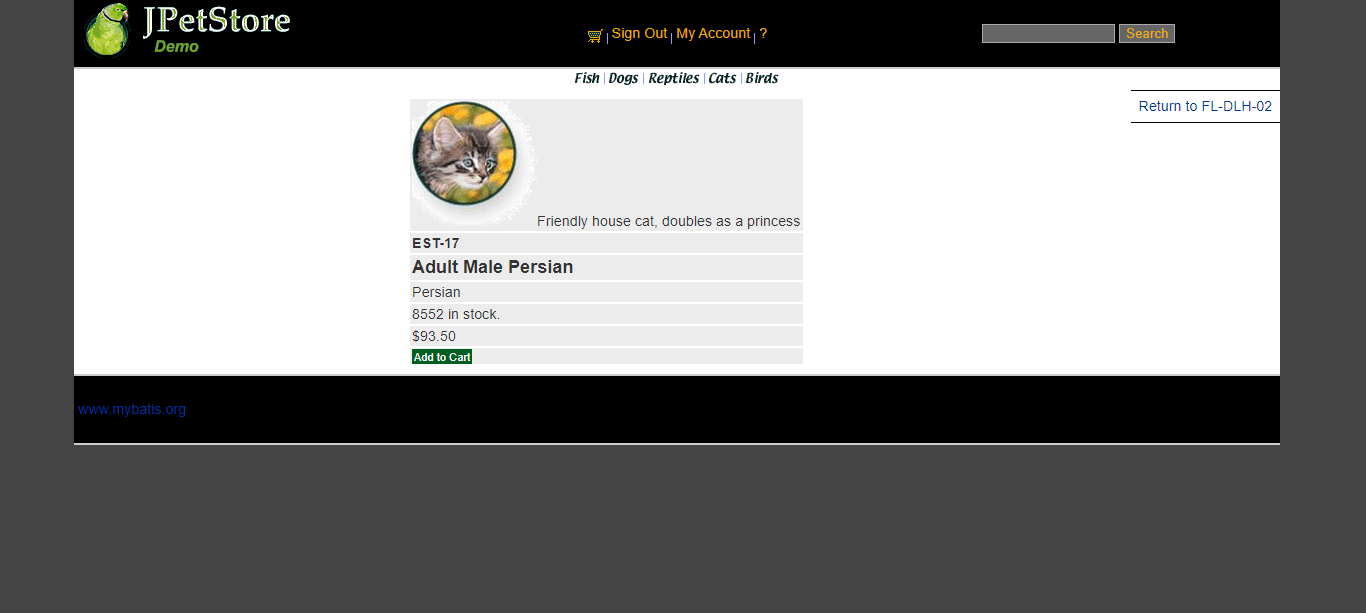 JPetStore
Demo
Sign Out My Account ?
Search
Fish Dogs Reptiles Cats Birds
Return to FL-DLH-02
Friendly house cat, doubles as a princess
EST-17
Adult Male Persian
Persian
8552 in stock.
$93.50
Add to Cart
www.mybatis.org